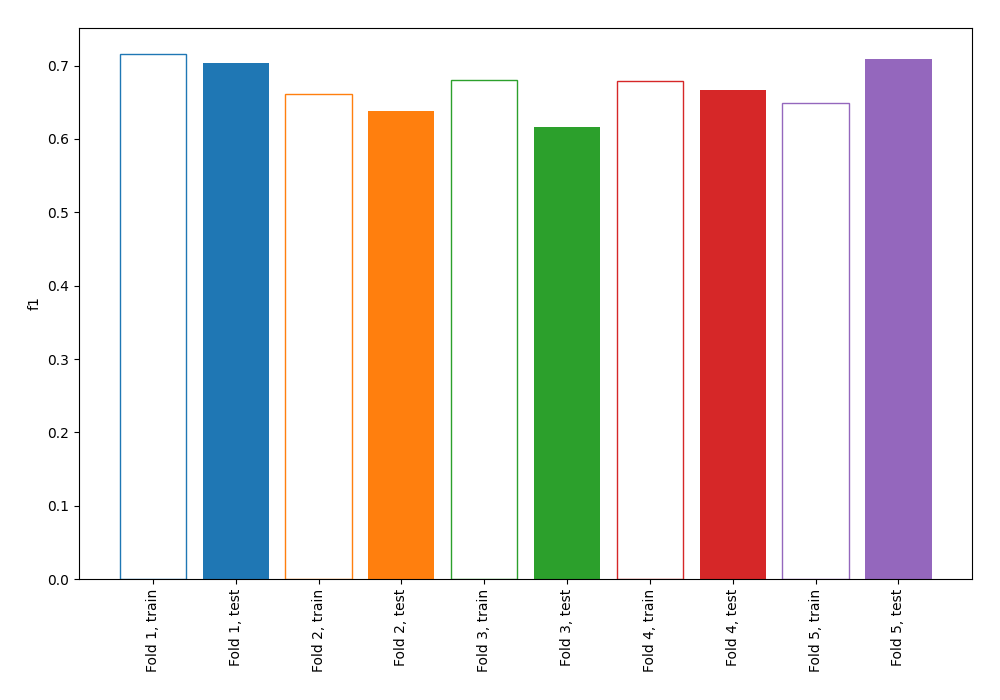 0.7
0.6
0.5
0.4
0.3
0.2
0.1
0.0
f1
Fold 1, train
Fold 1, test
Fold 2, train
Fold 2, test
Fold 3, train
Fold 3, test
Fold 4, train
Fold 4, test
Fold 5, train
Fold 5, test